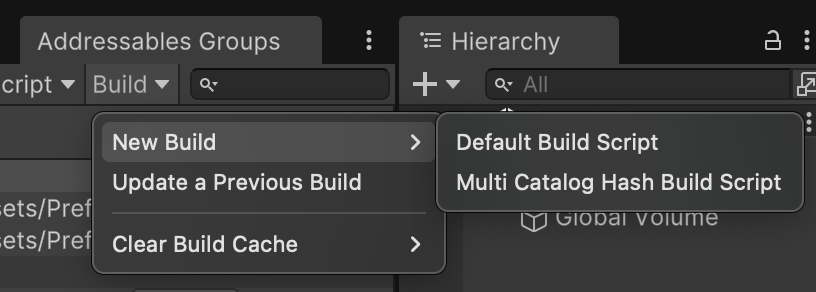 Addressables Groups
Hierarchy
cript
Build
All
New Build
Default Build Script
Update a Previous Build
Multi Catalog Hash Build Script
sets/Pref
Global Volume
sets/Pref
Clear Build Cache